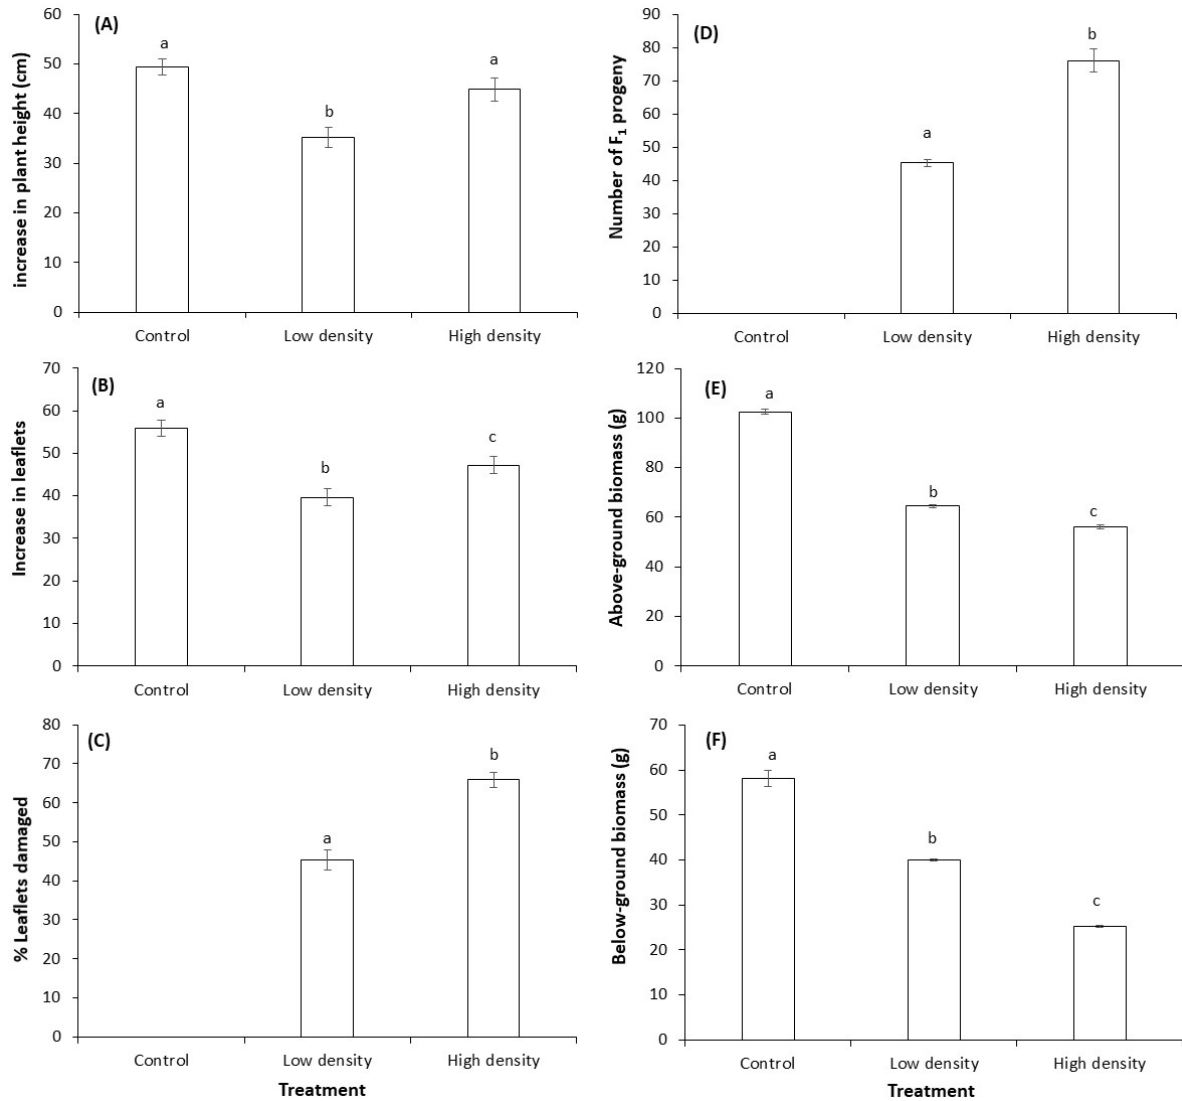 (A)
increase in plant height (cm)
60
50
40
30
20
10
0
a
b
a
Control
Low density
High density
(D)
Number of F₁ progeny
90
80
70
60
50
40
30
20
10
0
a
b
Control
Low density
High density
(B)
Increase in leaflets
70
60
50
40
30
20
10
0
a
b
c
Control
Low density
High density
(E)
Above-ground biomass (g)
120
100
80
60
40
20
0
a
b
c
Control
Low density
High density
(C)
% Leaflets damaged
80
70
60
50
40
30
20
10
0
a
b
Control
Low density
High density
Treatment
(F)
Below-ground biomass (g)
70
60
50
40
30
20
10
0
a
b
c
Control
Low density
High density
Treatment